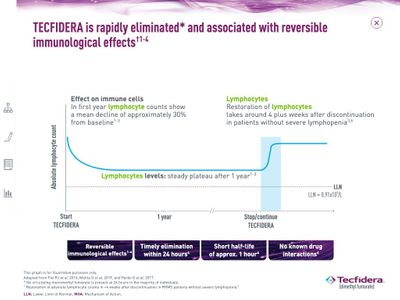 TECFIDERA is rapidly eliminated* and associated with reversible
immunological effects†1-4
Effect on immune cells
In first year lymphocyte counts show
a mean decline of approximately 30%
from baseline1-3
Lymphocytes
Restoration of lymphocytes
takes around 4 plus weeks after discontinuation
in patients without severe lymphopenia
Absolute lymphocyte count
Lymphocytes levels: steady plateau after 1 year1-3
LLN
LLN = 0.91x10⁹/L
Start
TECFIDERA
1 year
Stop/continue
TECFIDERA
Reversible
immunological effects
Timely elimination
within 24 hours
Short half-life
of approx. 1 hour
No known drug
interactions
This graph is for illustrative purposes only.
Adapted from Fox RJ et al. 2016, Mehta D et al. 2019, and
* No circulating monomethyl fumarate is present at 24 hours in the majority of individuals.
† Restoration of absolute lymphocyte counts in ~4 weeks after discontinuation in RRMS patients without severe lymphopenia.
LLN: Lower Limit of Normal; MOA: Mechanism of Action.
Tecfidera
(dimethyl fumarate)